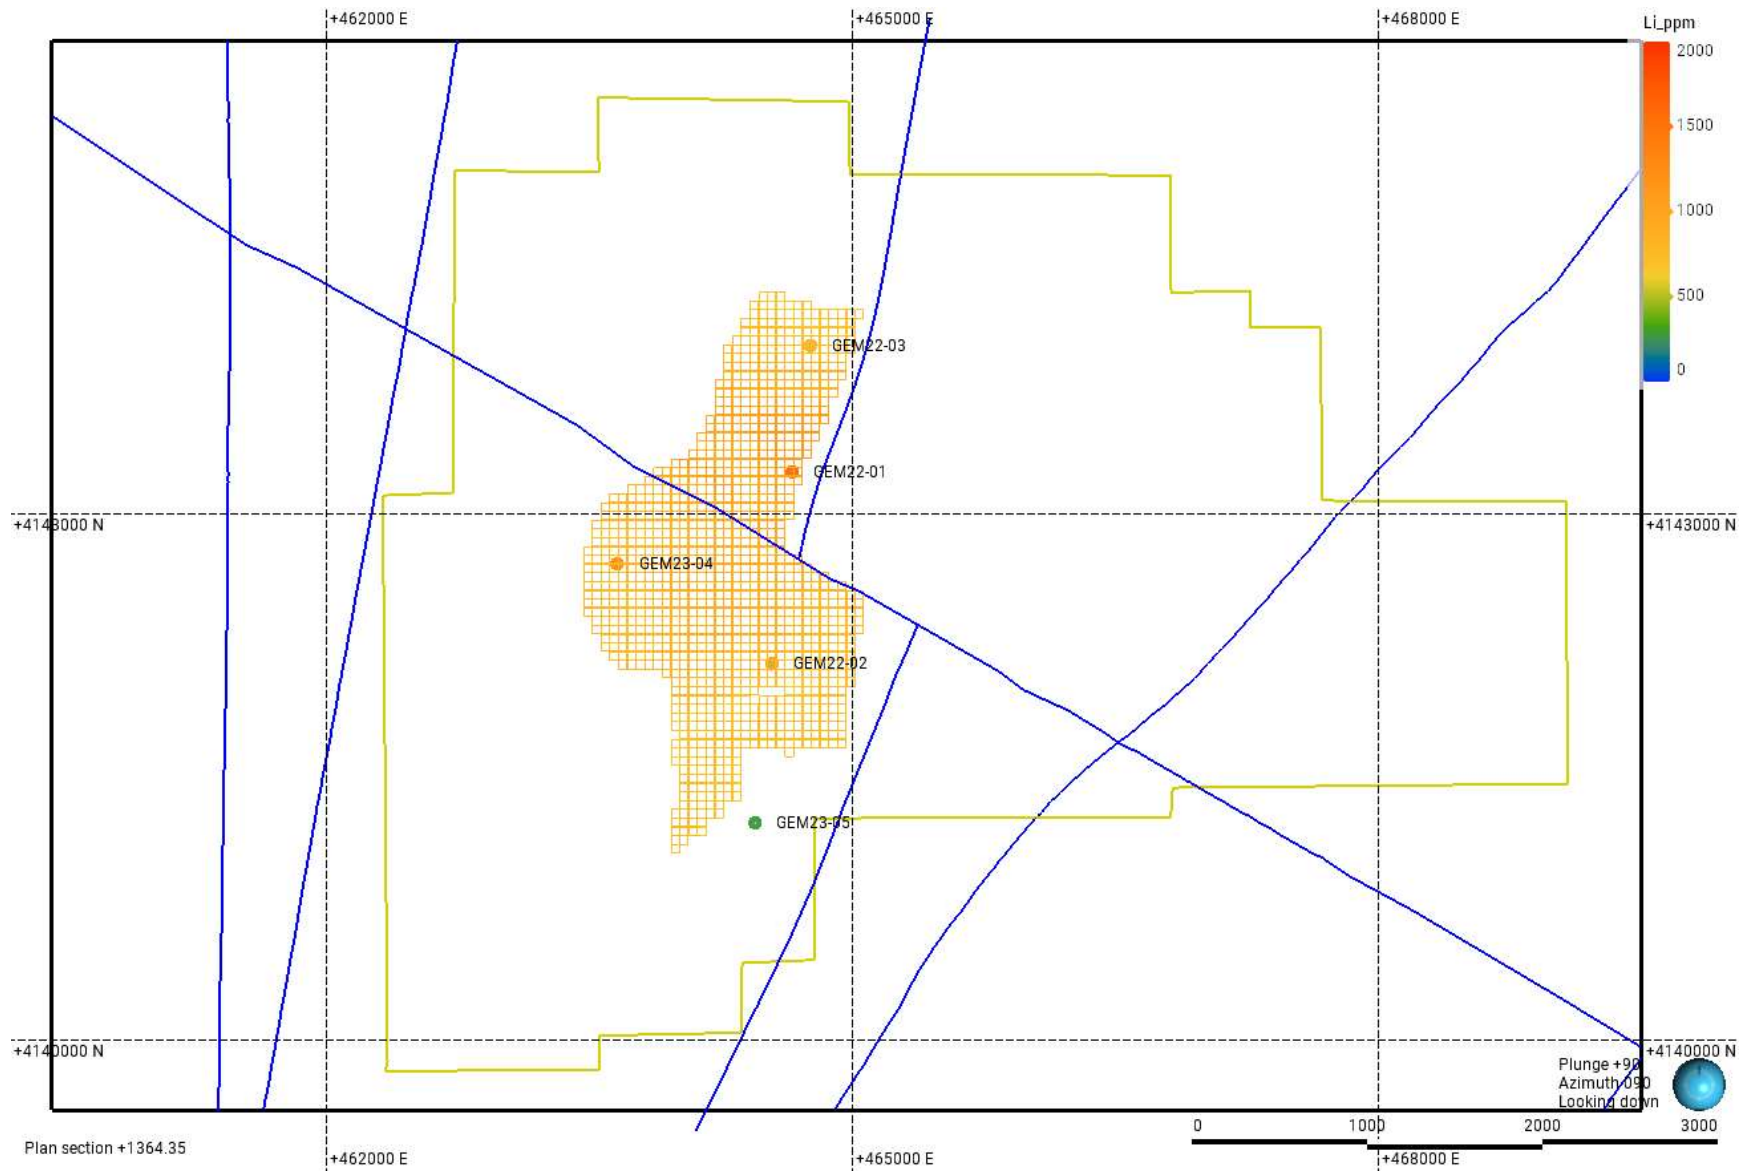 +462000 E
+465000 E
+468000 E
Li_ppm
2000
1500
1000
500
0
GEM22-03
GEM22-01
+4143000 N
+4143000 N
GEM23-04
GEM22-02
GEM23-05
+4140000 N
+4140000 N
Plunge +90
Azimuth 090
Looking down
0
1000
2000
3000
Plan section +1364.35
+462000 E
+465000 E
+468000 E